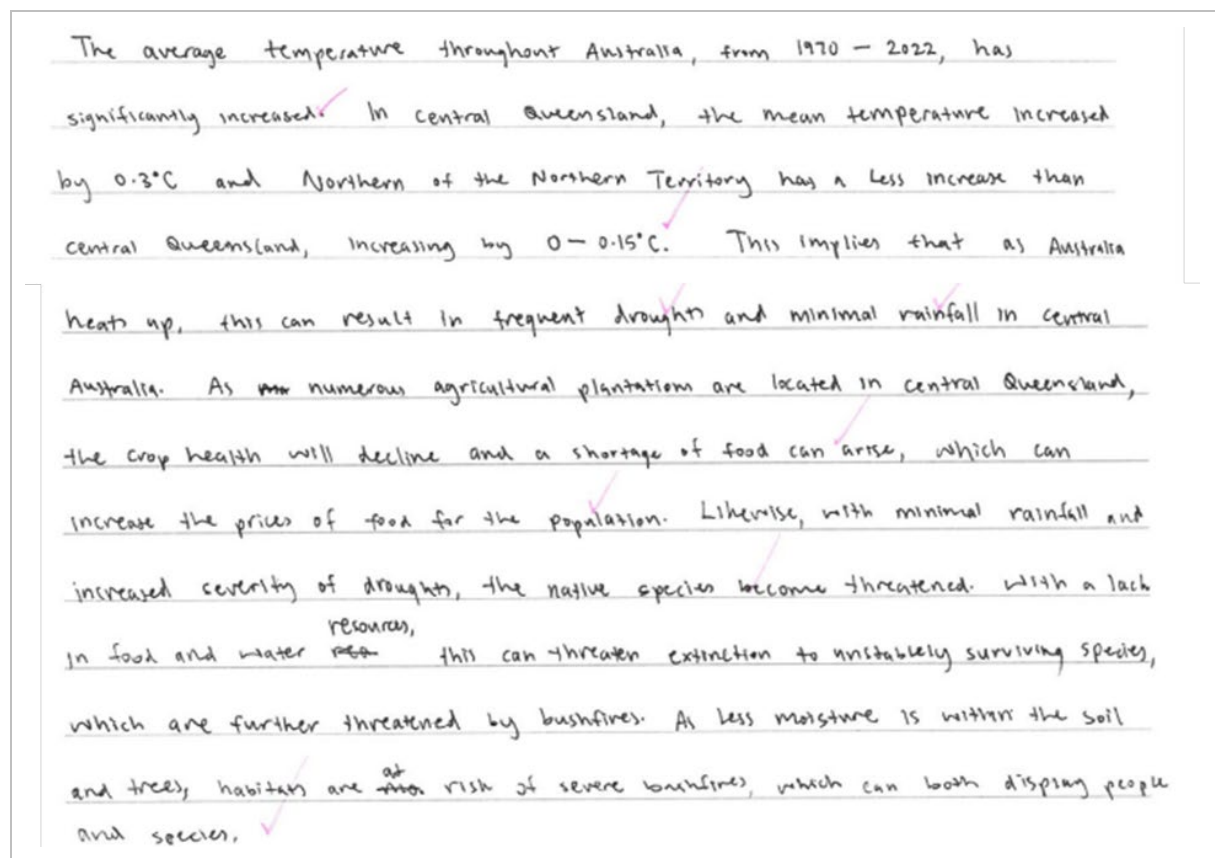 The average temperature throughout Australia, from 1970 - 2022, has
significantly increased. In central Queensland, the mean temperature increased
by 0.3°C and Northern of the Northern Territory has a less increase than
central Queensland, increasing by 0 - 0.15°C. This implies that as Australia
heats up, this can result in frequent droughts and minimal rainfall in central
Australia. As numerous agricultural plantations are located in central Queensland,
the crop health will decline and a shortage of food can arise, which can
increase the prices of food for the population. Likewise, with minimal rainfall and
increased severity of droughts, the native species become threatened. With a lack
in food and water resources, this can threaten extinction to unstablely surviving species,
which are further threatened by bushfires. As less moisture is within the soil
and trees, habitats are at risk of severe bushfires, which can both people
and species.